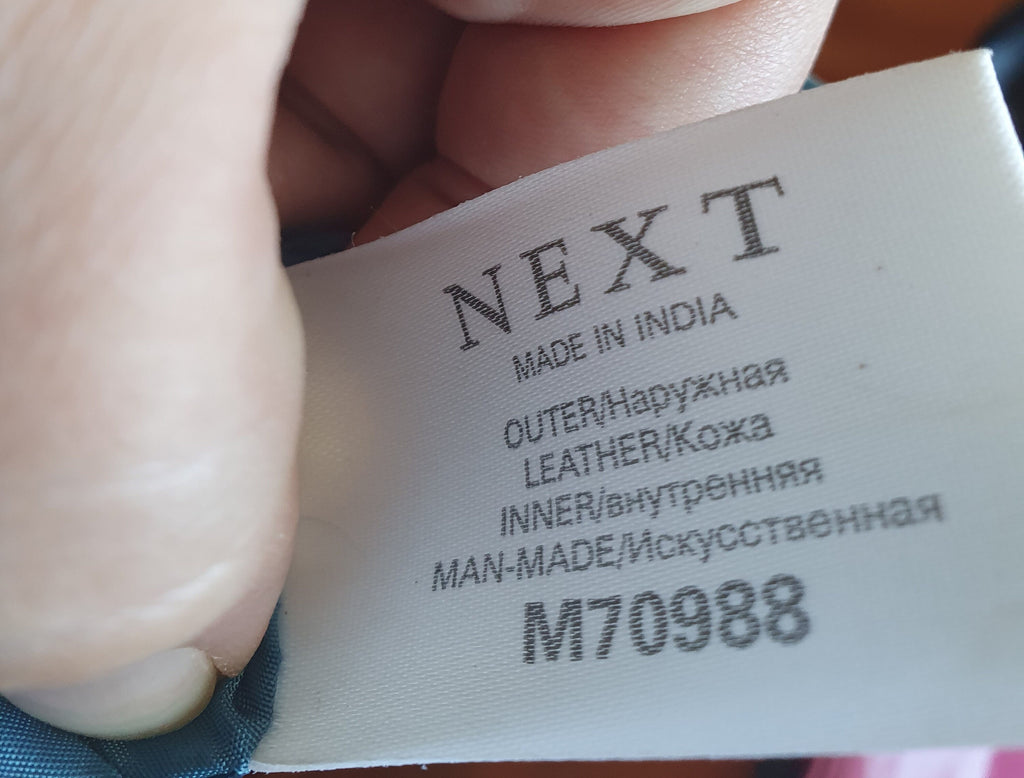 NEXT
MADE IN INDIA
OUTER/Наружная
LEATHER/Кожа
INNER/внутренняя
MAN-MADE/Искусственная
M70988